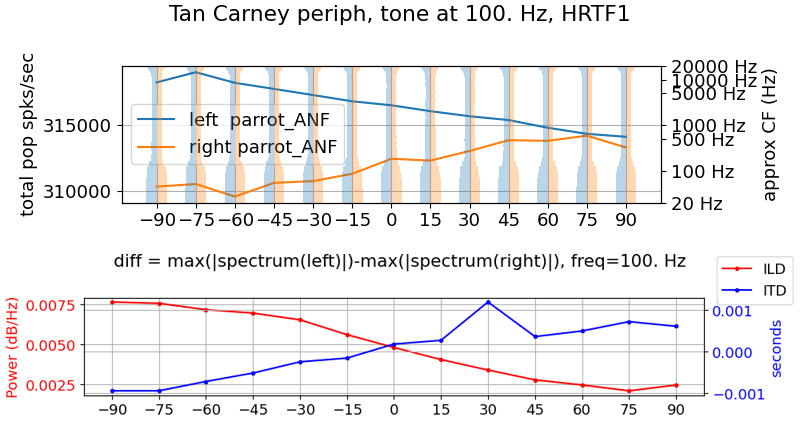 Tan Carney periph, tone at 100. Hz, HRTF1
total pop spks/sec
315000
310000
left  parrot_ANF
right parrot_ANF
20000 Hz
10000 Hz
5000 Hz
1000 Hz
500 Hz
100 Hz
20 Hz
approx CF (Hz)
−90 −75 −60 −45 −30 −15 0 15 30 45 60 75 90
diff = max(|spectrum(left)|)-max(|spectrum(right)|), freq=100. Hz
ILD
ITD
Power (dB/Hz)
0.0075
0.0050
0.0025
0.001
0.000
−0.001
seconds
−90 −75 −60 −45 −30 −15 0 15 30 45 60 75 90